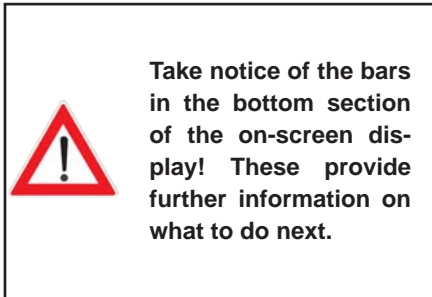 Take notice of the bars
in the bottom section
of the on-screen dis-
play! These provide
further information on
what to do next.